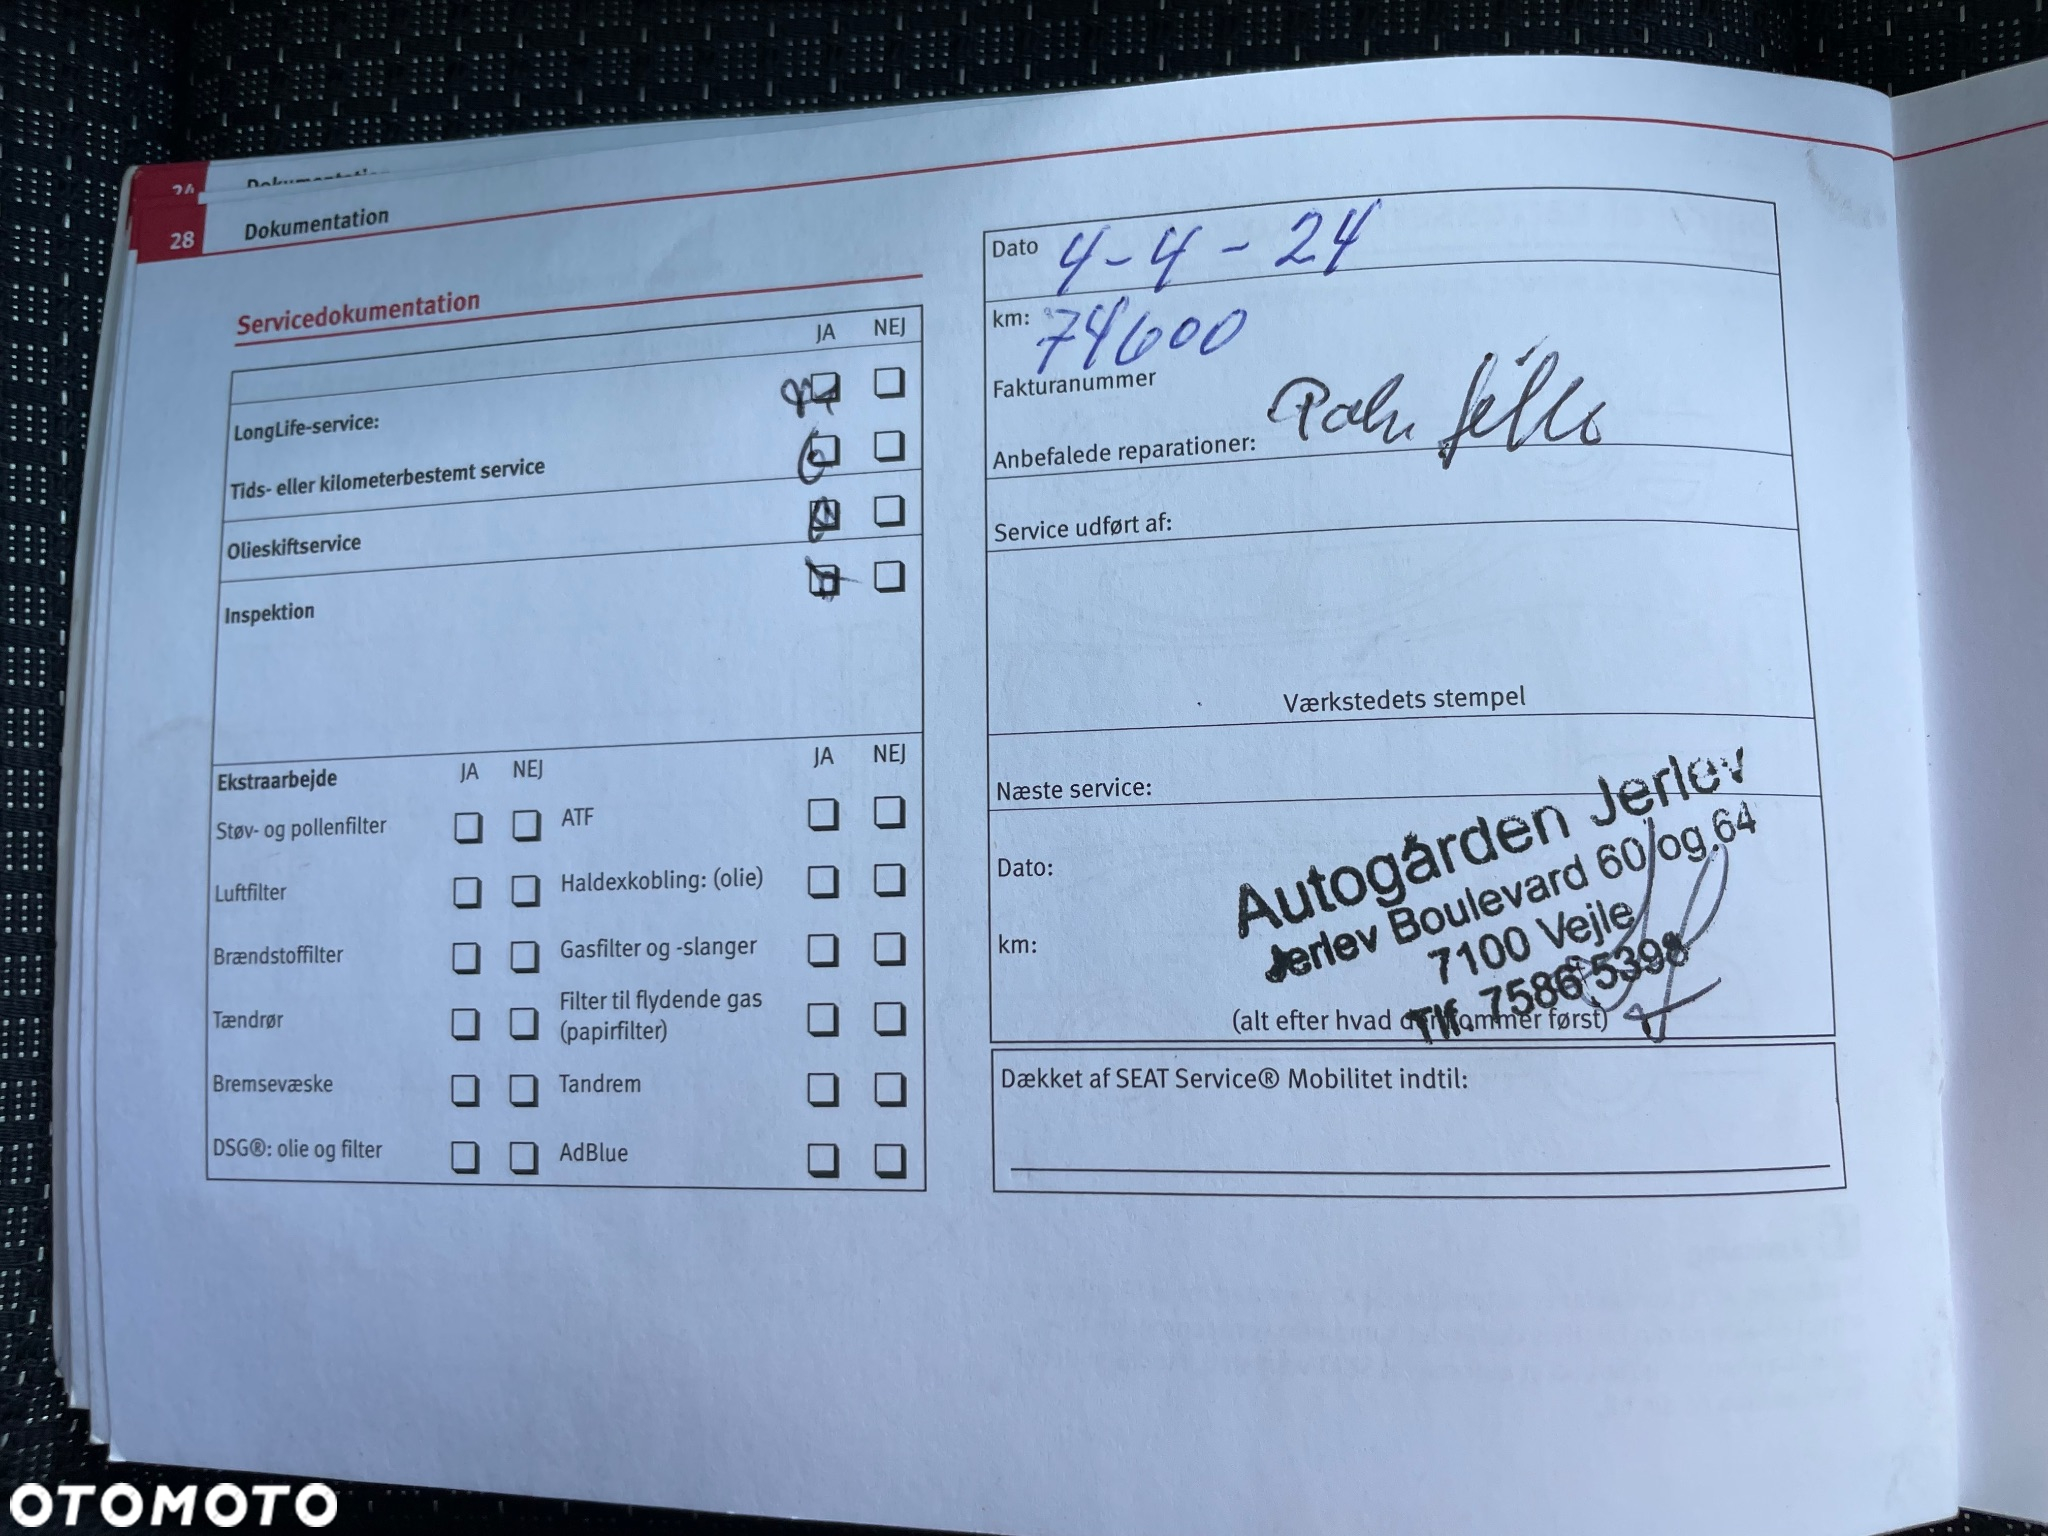 24 Dokumentation
28 Dokumentation
Servicedokumentation
JA NEJ
LongLife-service:
Tids- eller kilometerbestemt service
Olieskiftservice
Inspektion
Ekstraarbejde JA NEJ JA NEJ
Støv- og pollenfilter ATF
Luftfilter Haldexkobling: (olie)
Brændstoffilter Gasfilter og -slanger
Tændrør Filter til flydende gas
(papirfilter)
Bremsevæske Tandrem
DSG®: olie og filter AdBlue
Dato 4-4-24
km: 74600
Fakturanummer
Anbefalede reparationer:
Service udført af:
Værkstedets stempel
Næste service:
Dato:
km:
Autogården Jerlev
Jerlev Boulevard 60 og 64
7100 Vejle
Tlf. 7586 5398
(alt efter hvad der kommer først)
Dækket af SEAT Service® Mobilitet indtil:
OTOMOTO